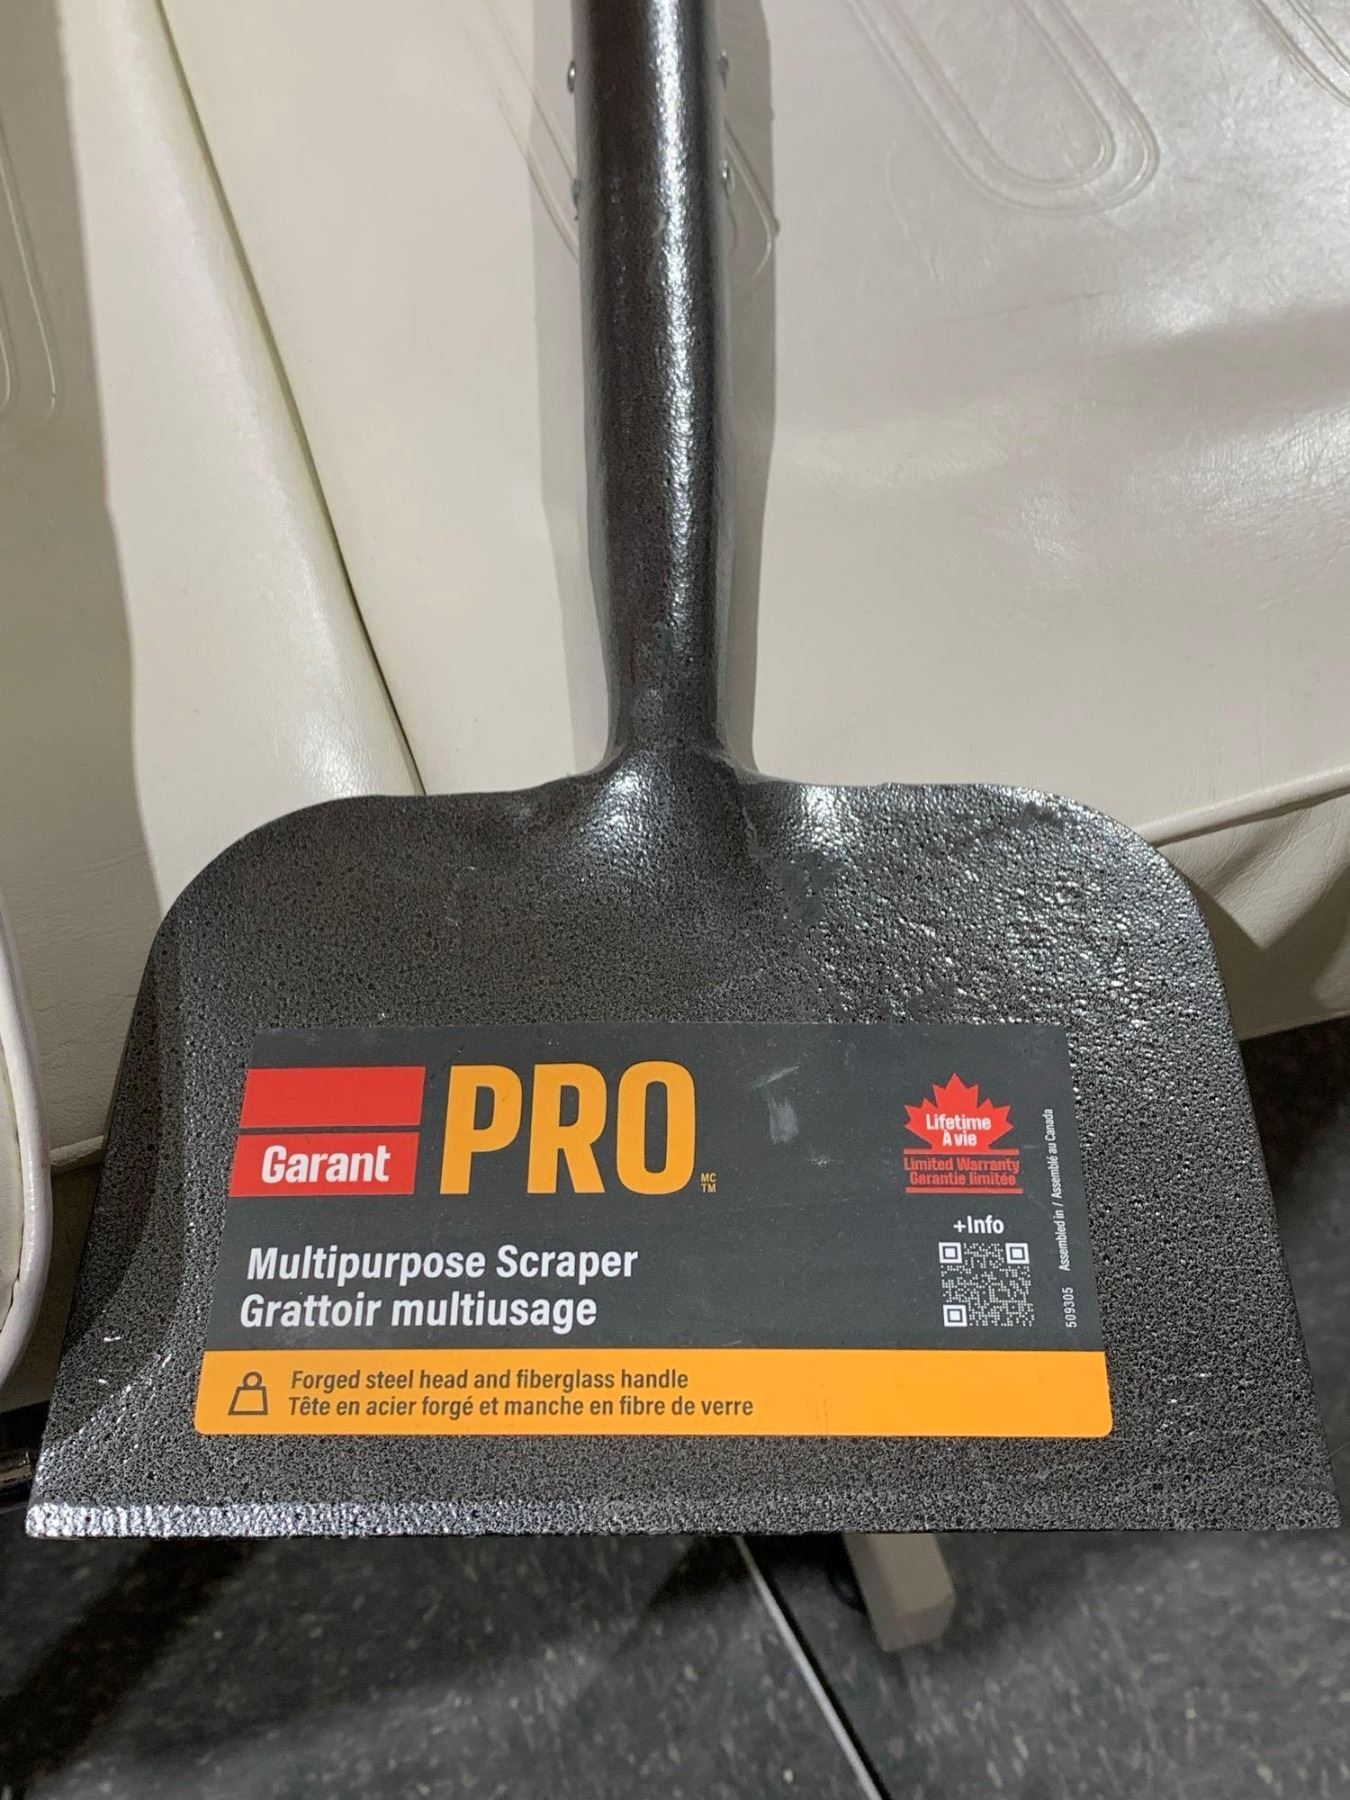 Garant PRO
MC
TM
Lifetime
A vie
Limited Warranty
Garantie limitée
+Info
509305 Assembled in / Assemblé au Canada
Multipurpose Scraper
Grattoir multiusage
Forged steel head and fiberglass handle
Tête en acier forgé et manche en fibre de verre